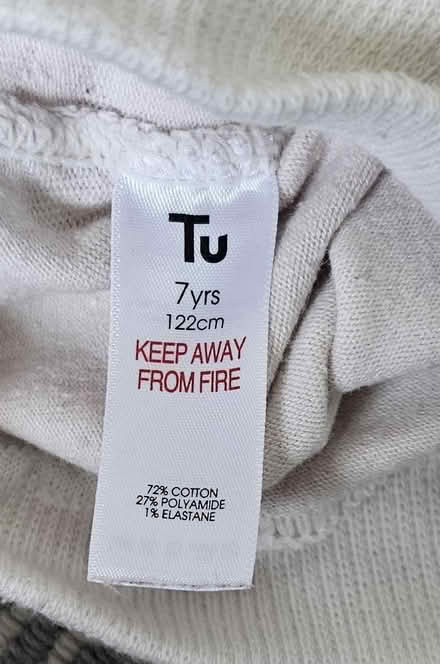 Tu
7yrs
122cm
KEEP AWAY
FROM FIRE
72% COTTON
27% POLYAMIDE
1% ELASTANE